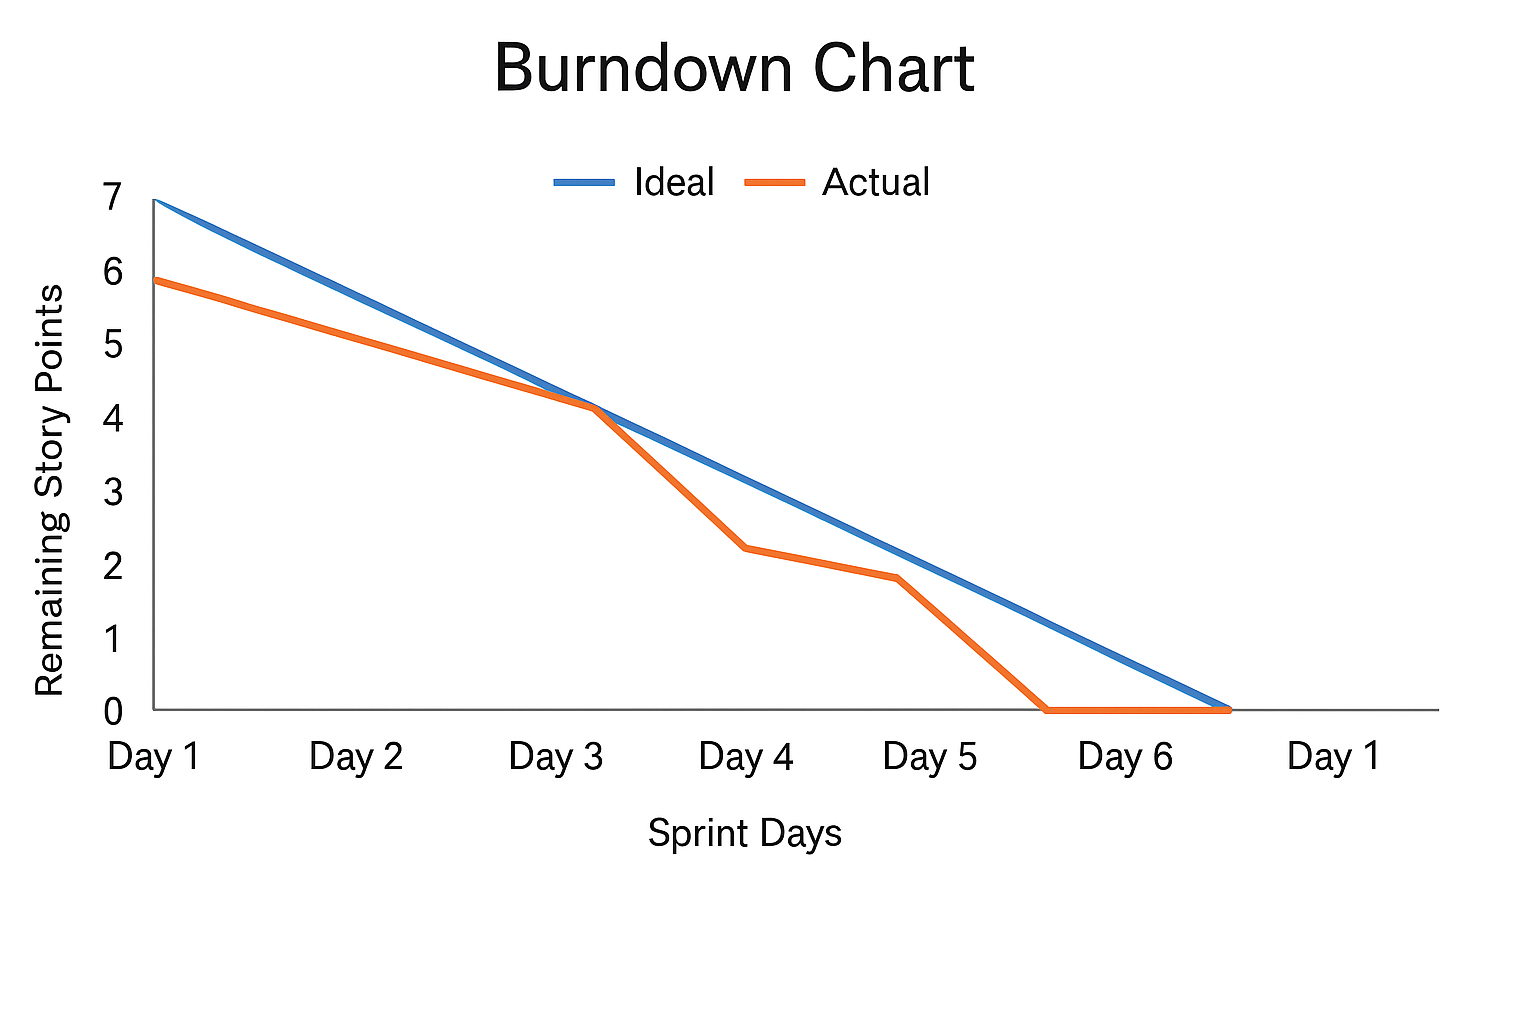 Burndown Chart
Ideal Actual
7
6
5
4
3
2
1
0
Remaining Story Points
Day 1 Day 2 Day 3 Day 4 Day 5 Day 6 Day 1
Sprint Days